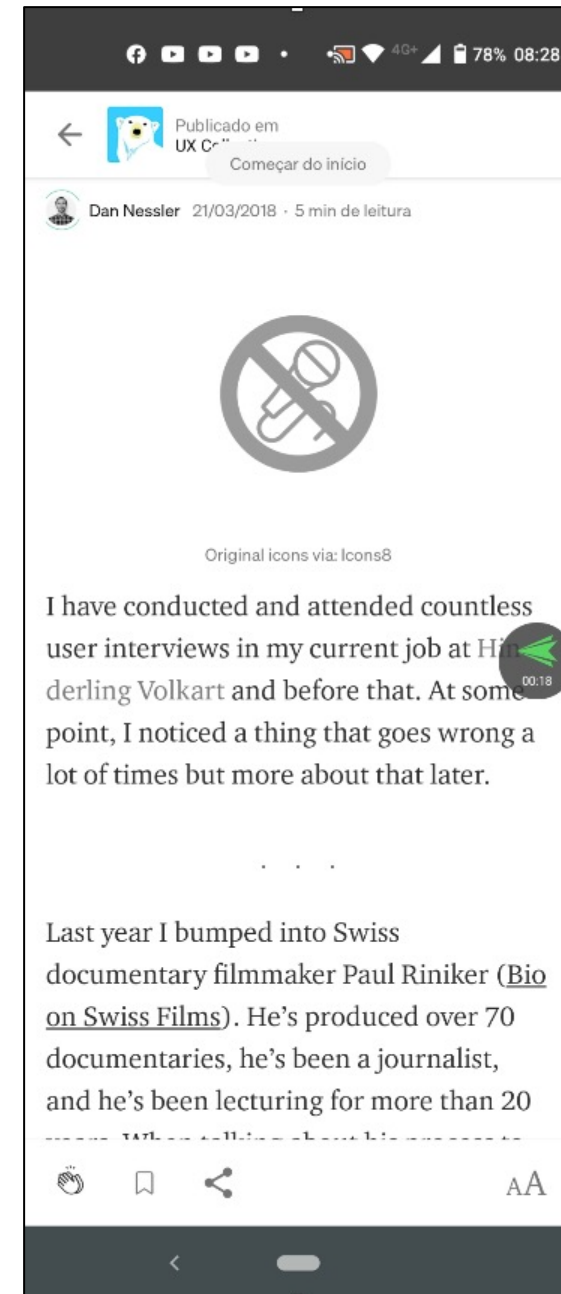 4G+ 78% 08:28
Publicado em
UX
Começar do início
Dan Nessler 21/03/2018 · 5 min de leitura
Original icons via: Icons8
I have conducted and attended countless
user interviews in my current job at Hin
00:18
derling Volkart and before that. At some
point, I noticed a thing that goes wrong a
lot of times but more about that later.
. . .
Last year I bumped into Swiss
documentary filmmaker Paul Riniker (Bio
on Swiss Films). He’s produced over 70
documentaries, he’s been a journalist,
and he’s been lecturing for more than 20
AA